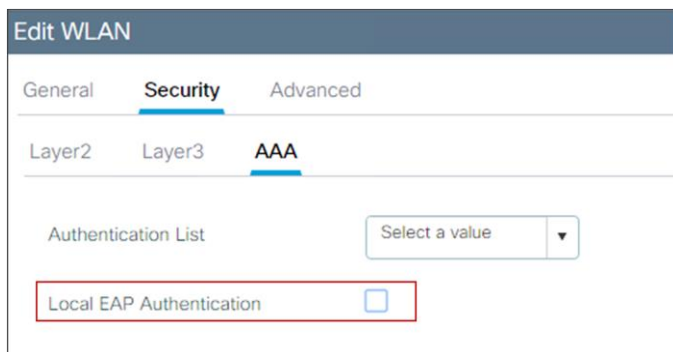 Edit WLAN
General Security Advanced
Layer2 Layer3 AAA
Authentication List Select a value
Local EAP Authentication